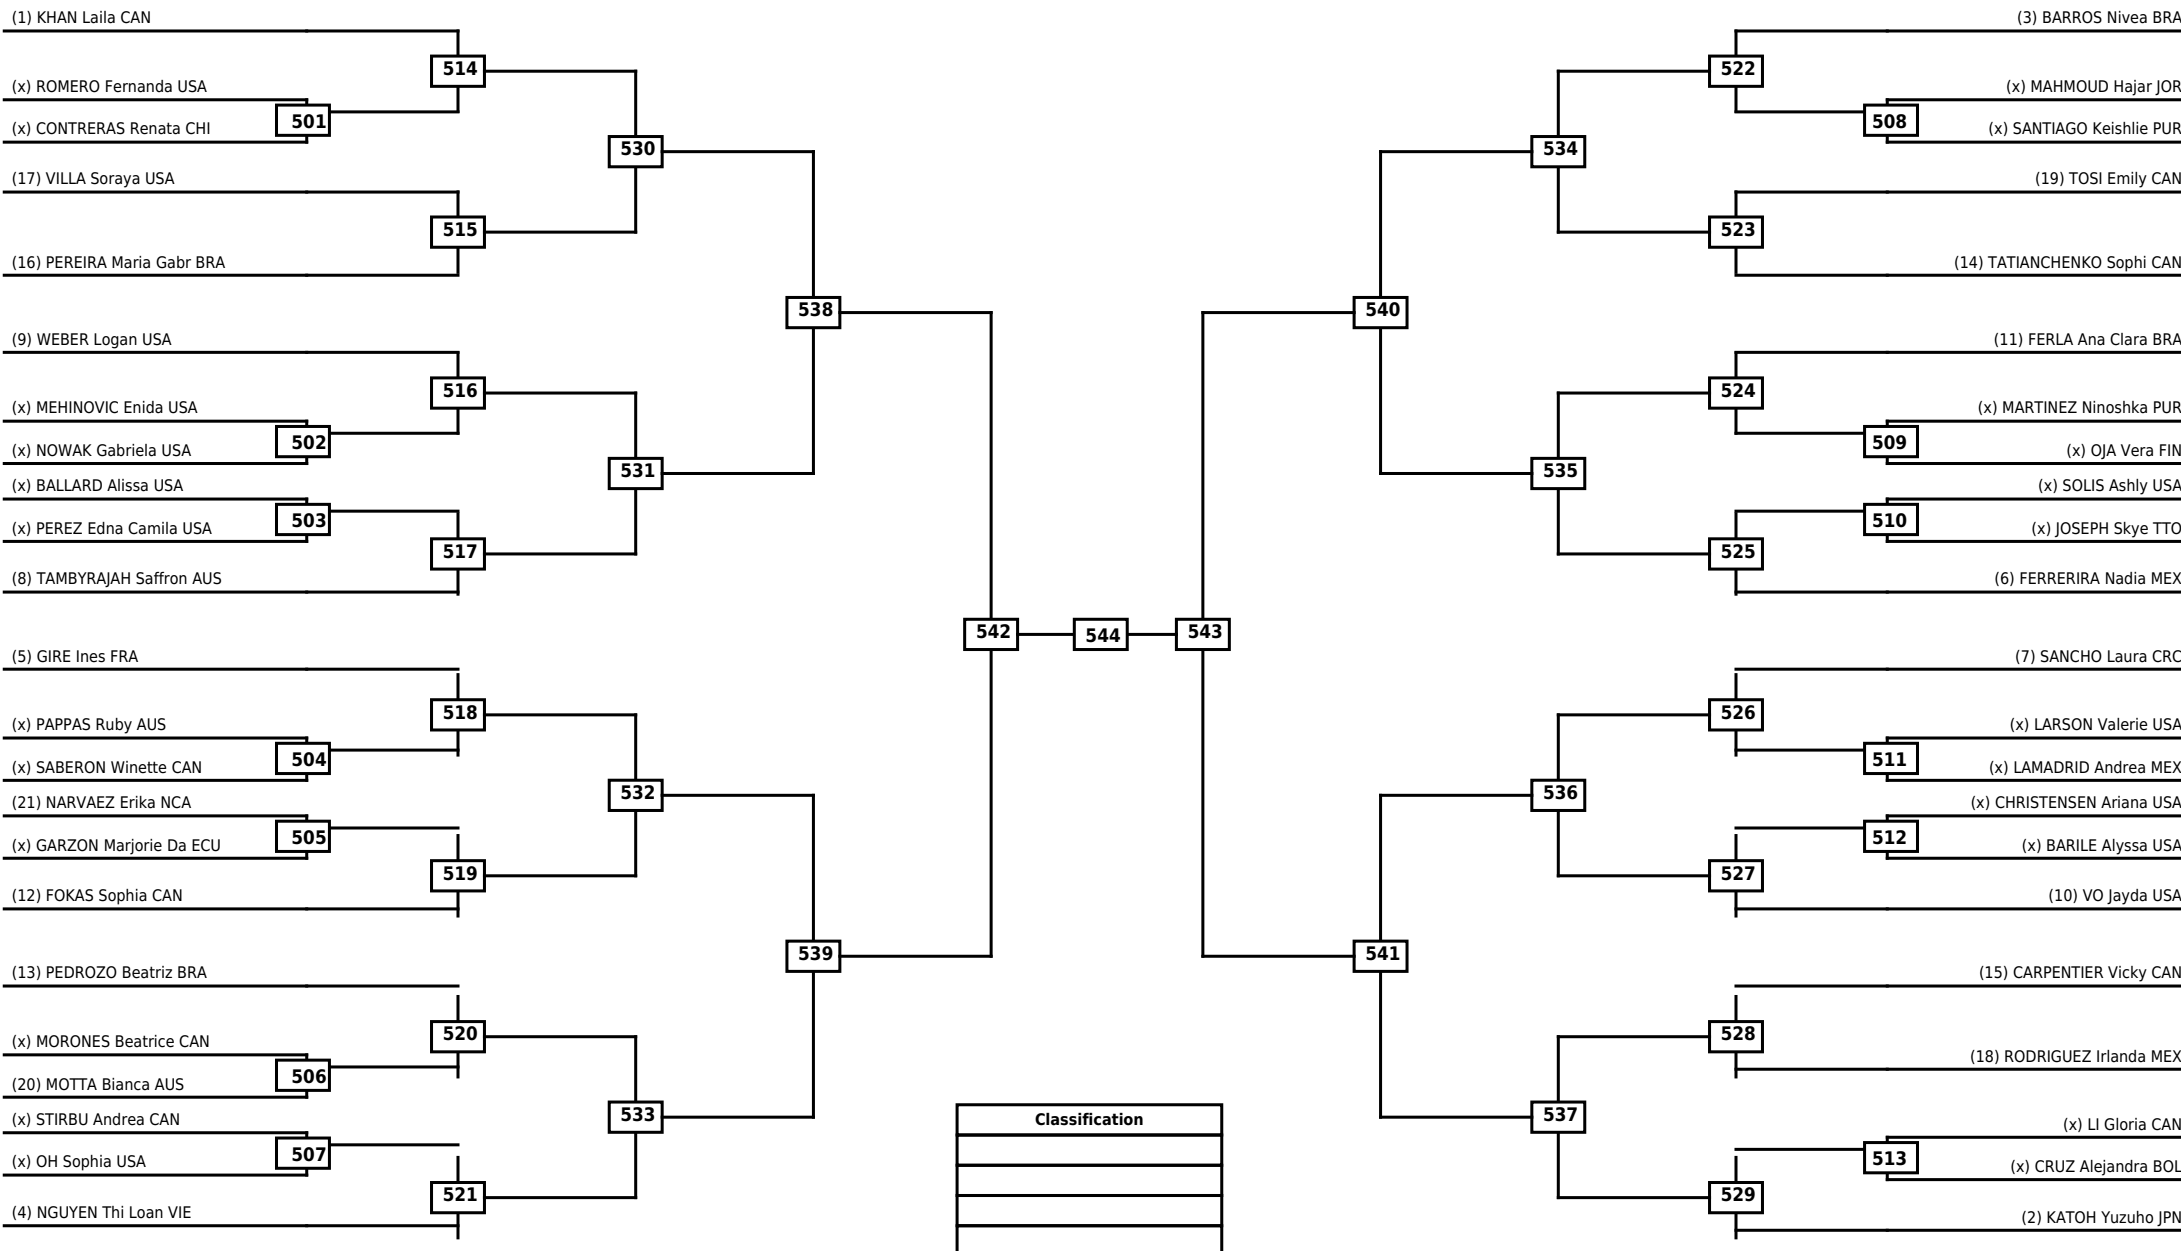 (1) KHAN Laila CAN
514
(x) ROMERO Fernanda USA
501
(x) CONTRERAS Renata CHI
530
(17) VILLA Soraya USA
515
(16) PEREIRA Maria Gabr BRA
538
(9) WEBER Logan USA
516
(x) MEHINOVIC Enida USA
502
(x) NOWAK Gabriela USA
531
(x) BALLARD Alissa USA
503
(x) PEREZ Edna Camila USA
517
(8) TAMBYRAJAH Saffron AUS
542
544
543
(5) GIRE Ines FRA
518
(x) PAPPAS Ruby AUS
504
(x) SABERON Winette CAN
532
(21) NARVAEZ Erika NCA
505
(x) GARZON Marjorie Da ECU
519
(12) FOKAS Sophia CAN
539
(13) PEDROZO Beatriz BRA
520
(x) MORONES Beatrice CAN
506
(20) MOTTA Bianca AUS
533
(x) STIRBU Andrea CAN
507
(x) OH Sophia USA
521
(4) NGUYEN Thi Loan VIE
Classification
(3) BARROS Nivea BRA
522
(x) MAHMOUD Hajar JOR
508
(x) SANTIAGO Keishlie PUR
534
(19) TOSI Emily CAN
523
(14) TATIANCHENKO Sophi CAN
540
(11) FERLA Ana Clara BRA
524
(x) MARTINEZ Ninoshka PUR
509
(x) OJA Vera FIN
535
(x) SOLIS Ashly USA
510
(x) JOSEPH Skye TTO
525
(6) FERRERIRA Nadia MEX
(7) SANCHO Laura CRC
526
(x) LARSON Valerie USA
511
(x) LAMADRID Andrea MEX
536
(x) CHRISTENSEN Ariana USA
512
(x) BARILE Alyssa USA
527
(10) VO Jayda USA
541
(15) CARPENTIER Vicky CAN
528
(18) RODRIGUEZ Irlanda MEX
537
(x) LI Gloria CAN
513
(x) CRUZ Alejandra BOL
529
(2) KATOH Yuzuho JPN